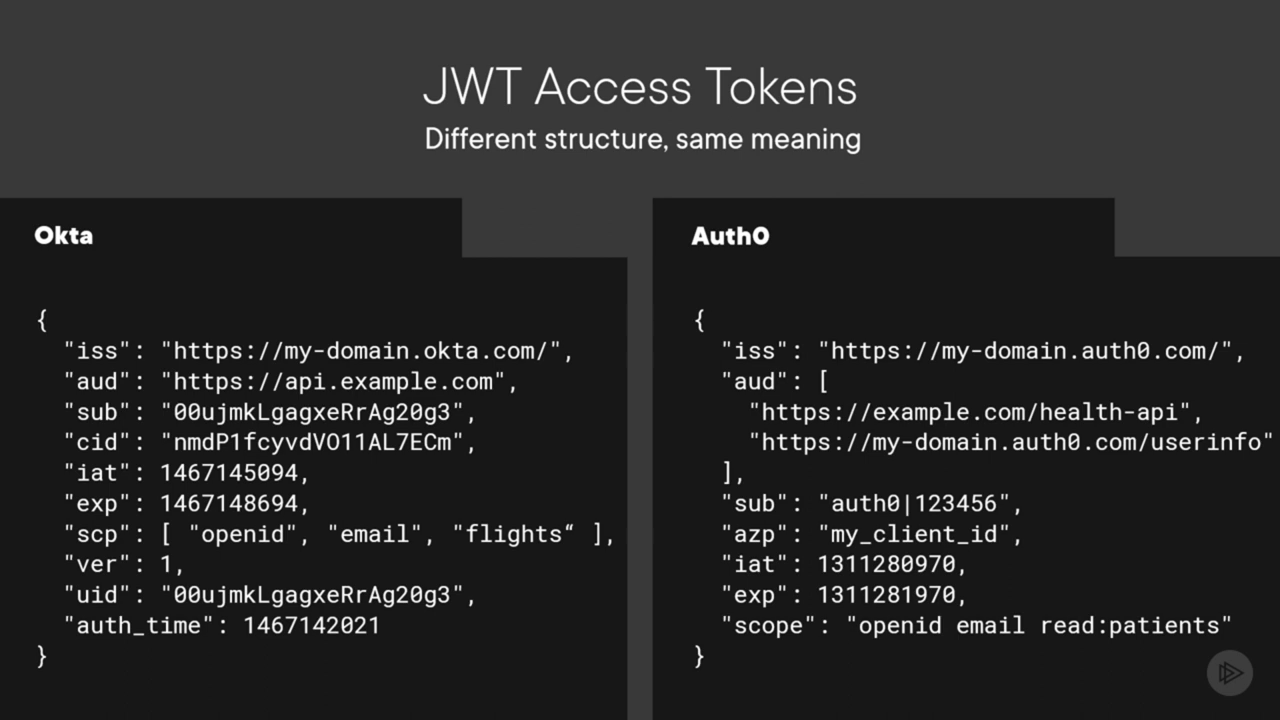 JWT Access Tokens
Different structure, same meaning
Okta
{
"iss": "https://my-domain.okta.com/",
"aud": "https://api.example.com",
"sub": "00ujmkLgagxeRrAg20g3",
"cid": "nmdP1fcyvdVO11AL7ECm",
"iat": 1467145094,
"exp": 1467148694,
"scp": [ "openid", "email", "flights“ ],
"ver": 1,
"uid": "00ujmkLgagxeRrAg20g3",
"auth_time": 1467142021
}
Auth0
{
"iss": "https://my-domain.auth0.com/",
"aud": [
"https://example.com/health-api",
"https://my-domain.auth0.com/userinfo"
],
"sub": "auth0|123456",
"azp": "my_client_id",
"iat": 1311280970,
"exp": 1311281970,
"scope": "openid email read:patients"
}